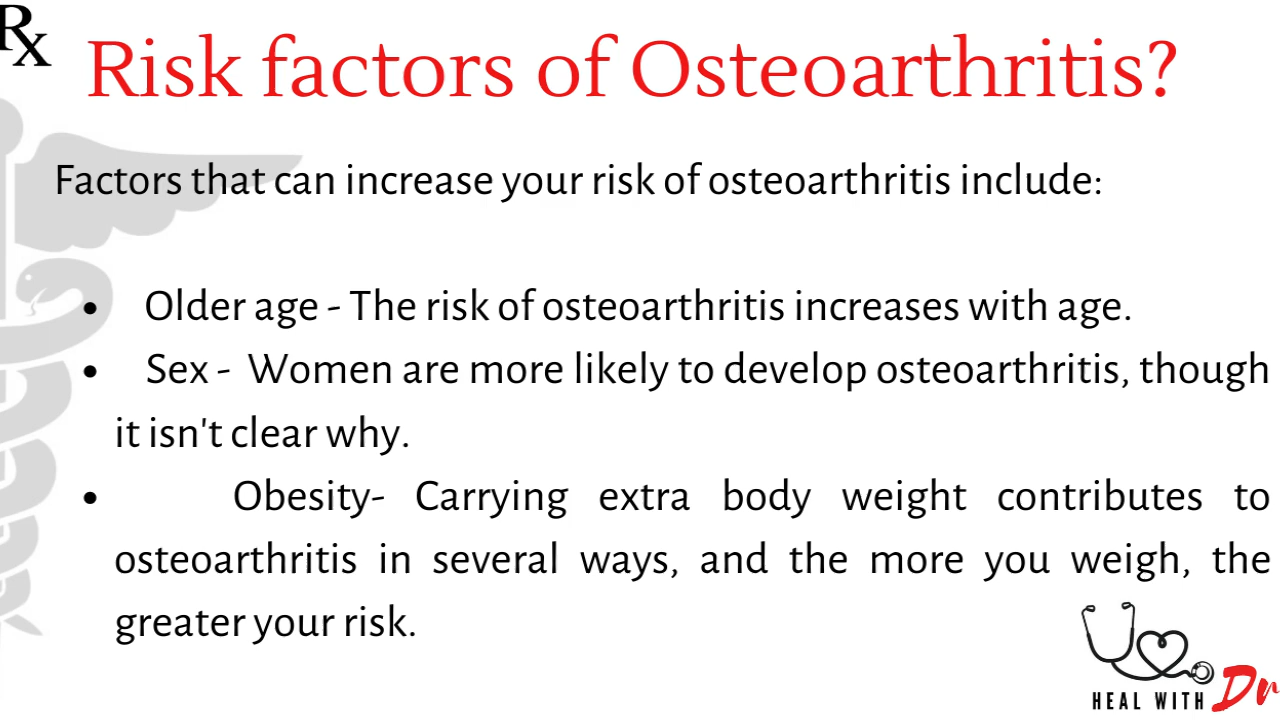 Rx
Risk factors of Osteoarthritis?
Factors that can increase your risk of osteoarthritis include:
• Older age - The risk of osteoarthritis increases with age.
• Sex - Women are more likely to develop osteoarthritis, though
it isn't clear why.
• Obesity- Carrying extra body weight contributes to
osteoarthritis in several ways, and the more you weigh, the
greater your risk.
HEAL WITH Dr